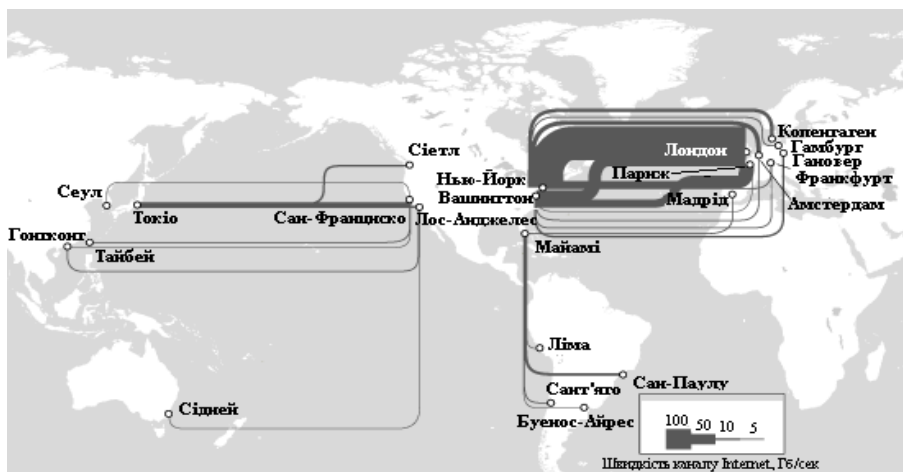 Копенгаген
Гамбург
Лондон
Гановер
Париж
Франкфурт
Сіетл
Нью-Йорк
Вашингтон
Мадрід
Амстердам
Сеул
Токіо
Сан-Франциско
Лос-Анджелес
Гонгконг
Тайбей
Майамі
Ліма
Сан-Паулу
Сант'яго
Сідней
Буенос-Айрес
100 50 10 5
Швидкість каналу Internet, Гб/сек